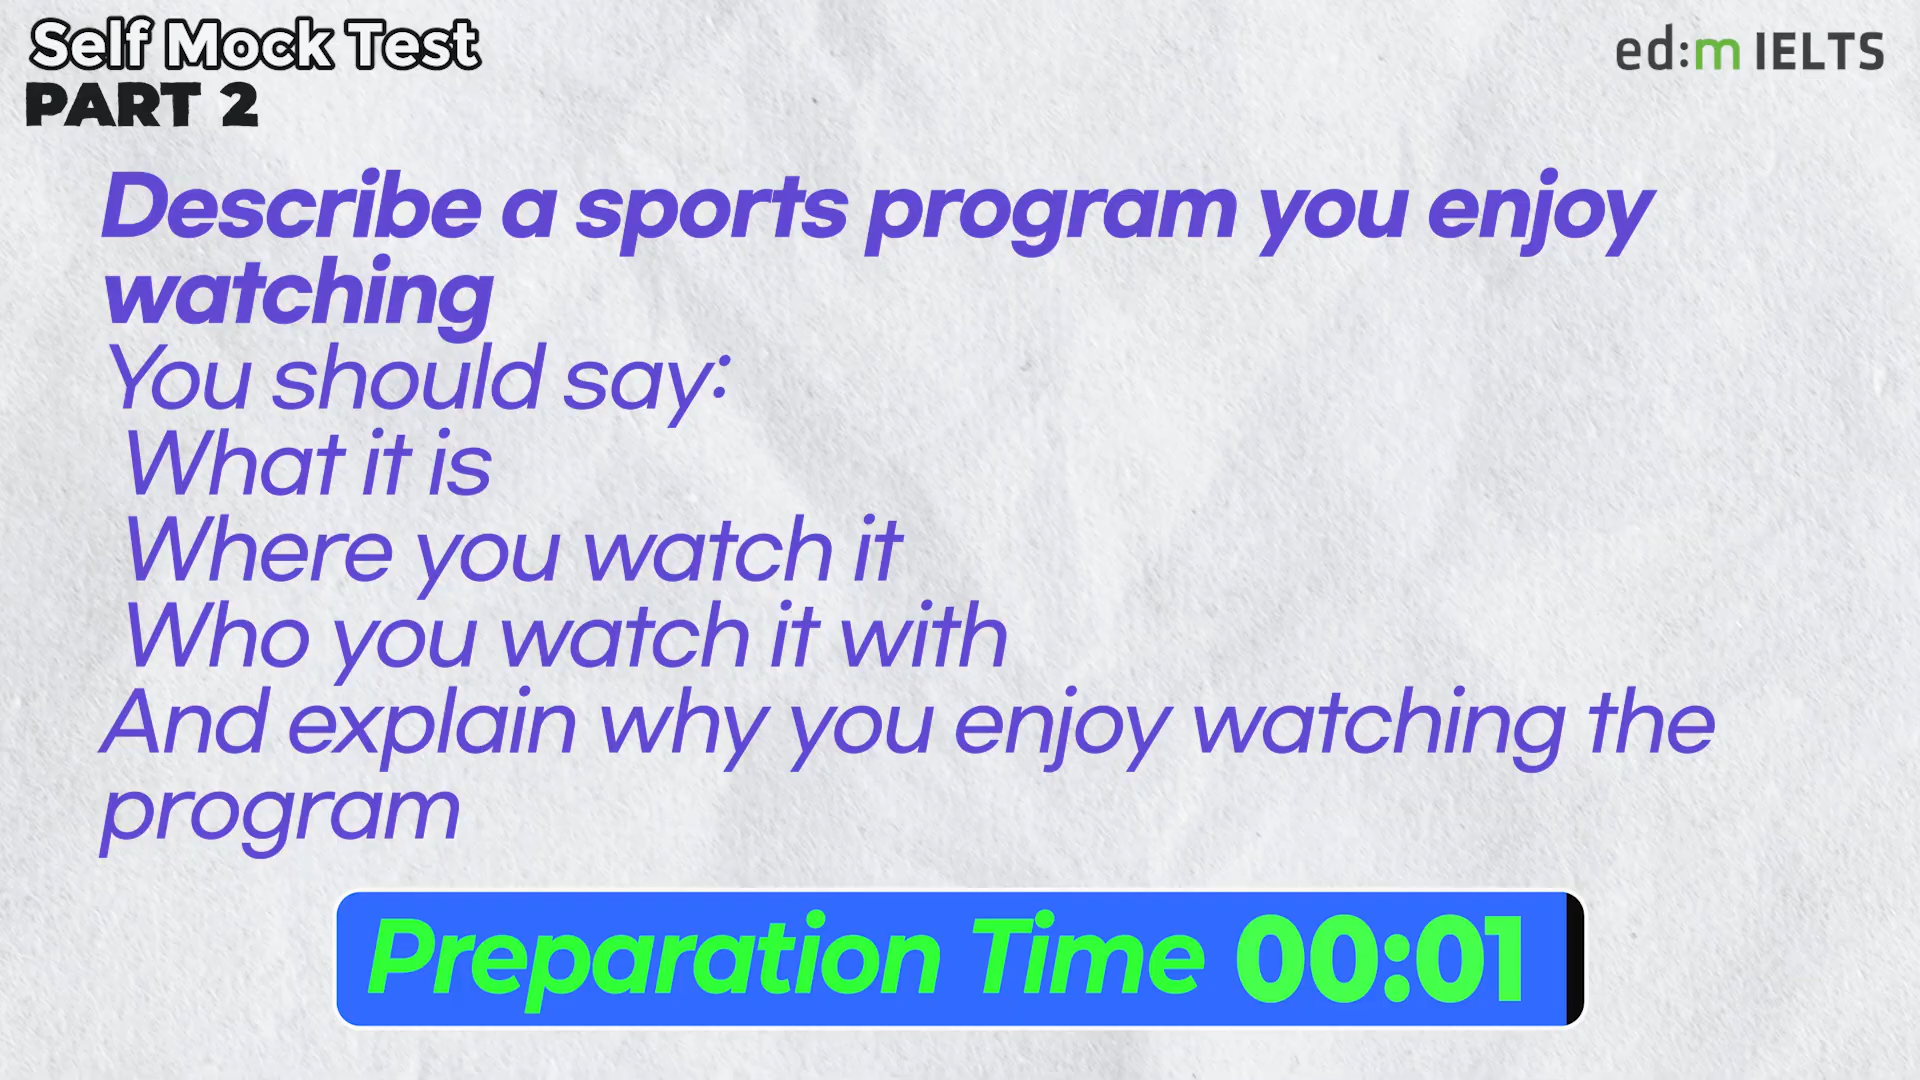 Self Mock Test
PART 2
ed:m IELTS
Describe a sports program you enjoy
watching
You should say:
What it is
Where you watch it
Who you watch it with
And explain why you enjoy watching the
program
Preparation Time 00:01